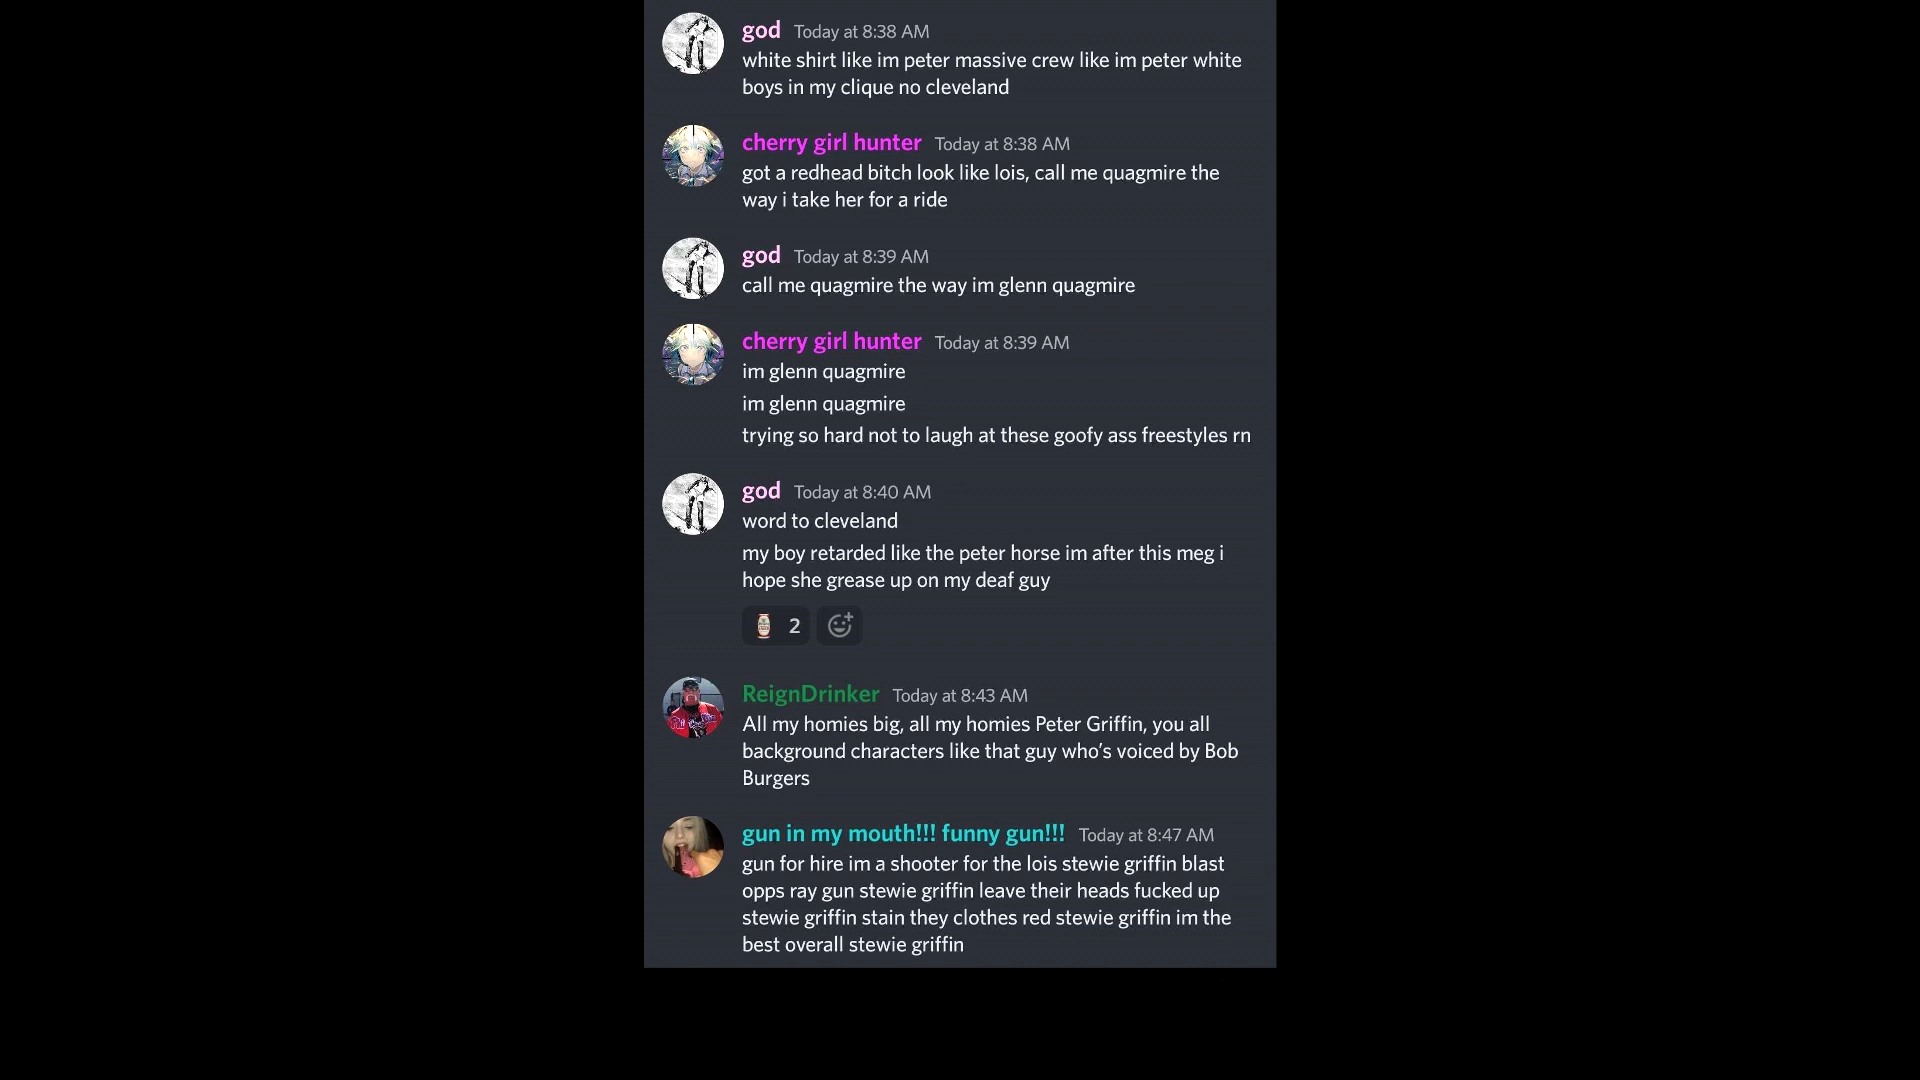 god Today at 8:38 AM
white shirt like im peter massive crew like im peter white
boys in my clique no cleveland
cherry girl hunter Today at 8:38 AM
got a redhead bitch look like lois, call me quagmire the
way i take her for a ride
god Today at 8:39 AM
call me quagmire the way im glenn quagmire
cherry girl hunter Today at 8:39 AM
im glenn quagmire
im glenn quagmire
trying so hard not to laugh at these goofy ass freestyles rn
god Today at 8:40 AM
word to cleveland
my boy retarded like the peter horse im after this meg i
hope she grease up on my deaf guy
2
ReignDrinker Today at 8:43 AM
All my homies big, all my homies Peter Griffin, you all
background characters like that guy who's voiced by Bob
Burgers
gun in my mouth!!! funny gun!!! Today at 8:47 AM
gun for hire im a shooter for the lois stewie griffin blast
opps ray gun stewie griffin leave their heads fucked up
stewie griffin stain they clothes red stewie griffin im the
best overall stewie griffin